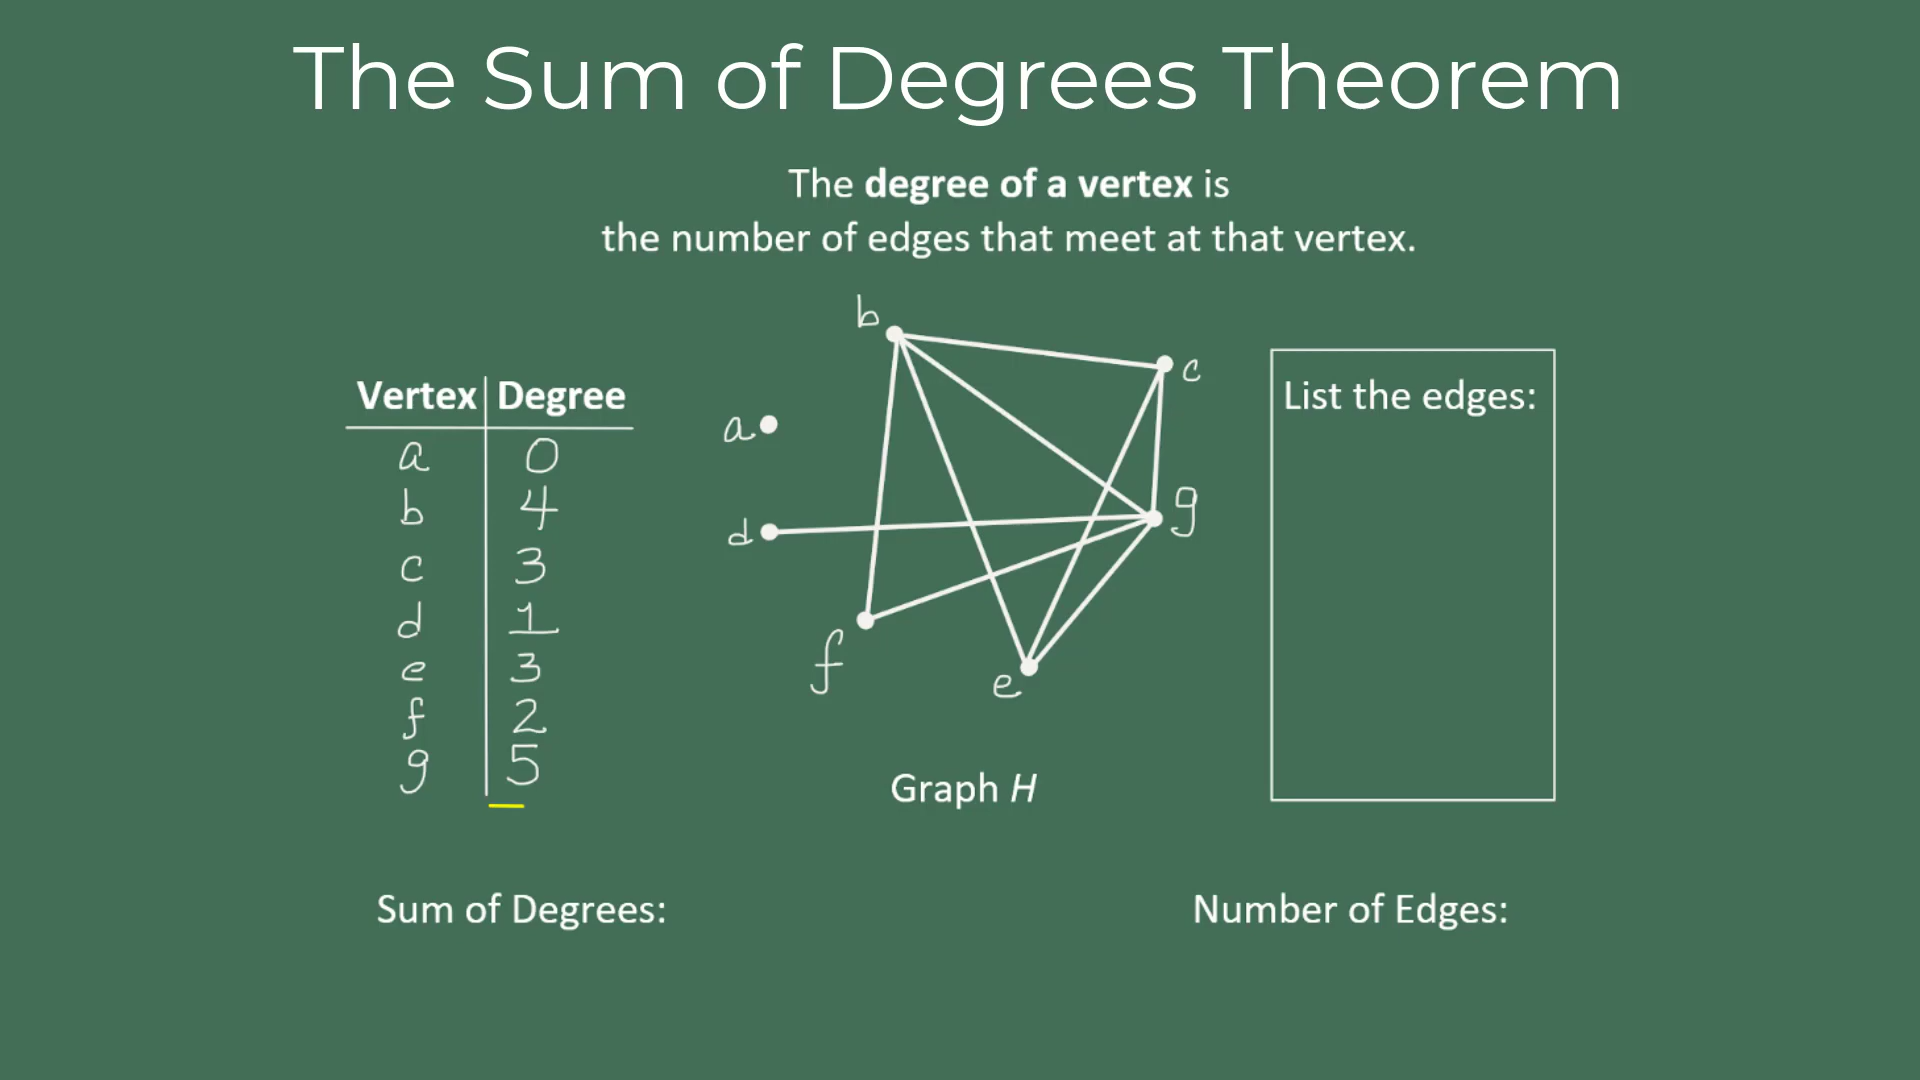 The Sum of Degrees Theorem
The degree of a vertex is
the number of edges that meet at that vertex.
Vertex Degree
a 0
b 4
c 3
d 1
e 3
f 2
g 5
b
c
a
g
d
f
e
Graph H
List the edges:
Sum of Degrees:
Number of Edges: